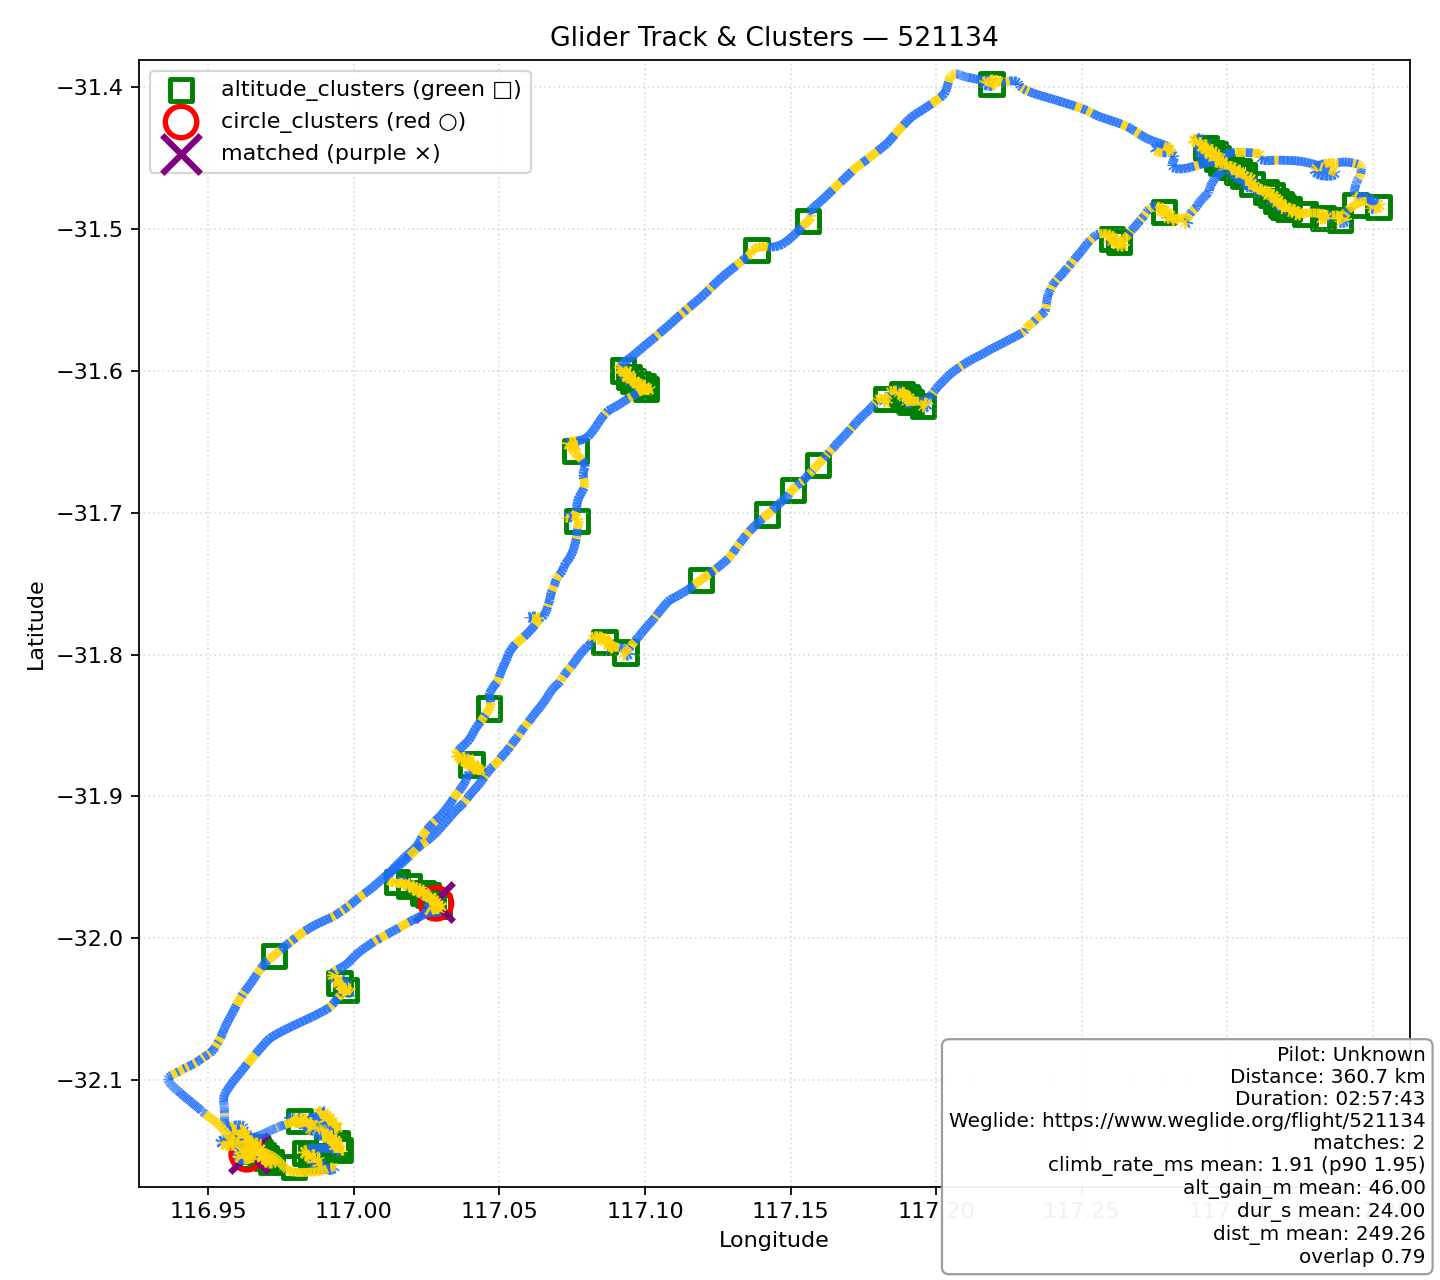 Glider Track & Clusters — 521134
altitude_clusters (green □)
circle_clusters (red ○)
matched (purple ×)
−31.4
−31.5
−31.6
−31.7
−31.8
−31.9
−32.0
−32.1
Latitude
116.95
117.00
117.05
117.10
117.15
117.20
117.25
Longitude
Pilot: Unknown
Distance: 360.7 km
Duration: 02:57:43
Weglide: https://www.weglide.org/flight/521134
matches: 2
climb_rate_ms mean: 1.91 (p90 1.95)
alt_gain_m mean: 46.00
dur_s mean: 24.00
dist_m mean: 249.26
overlap 0.79